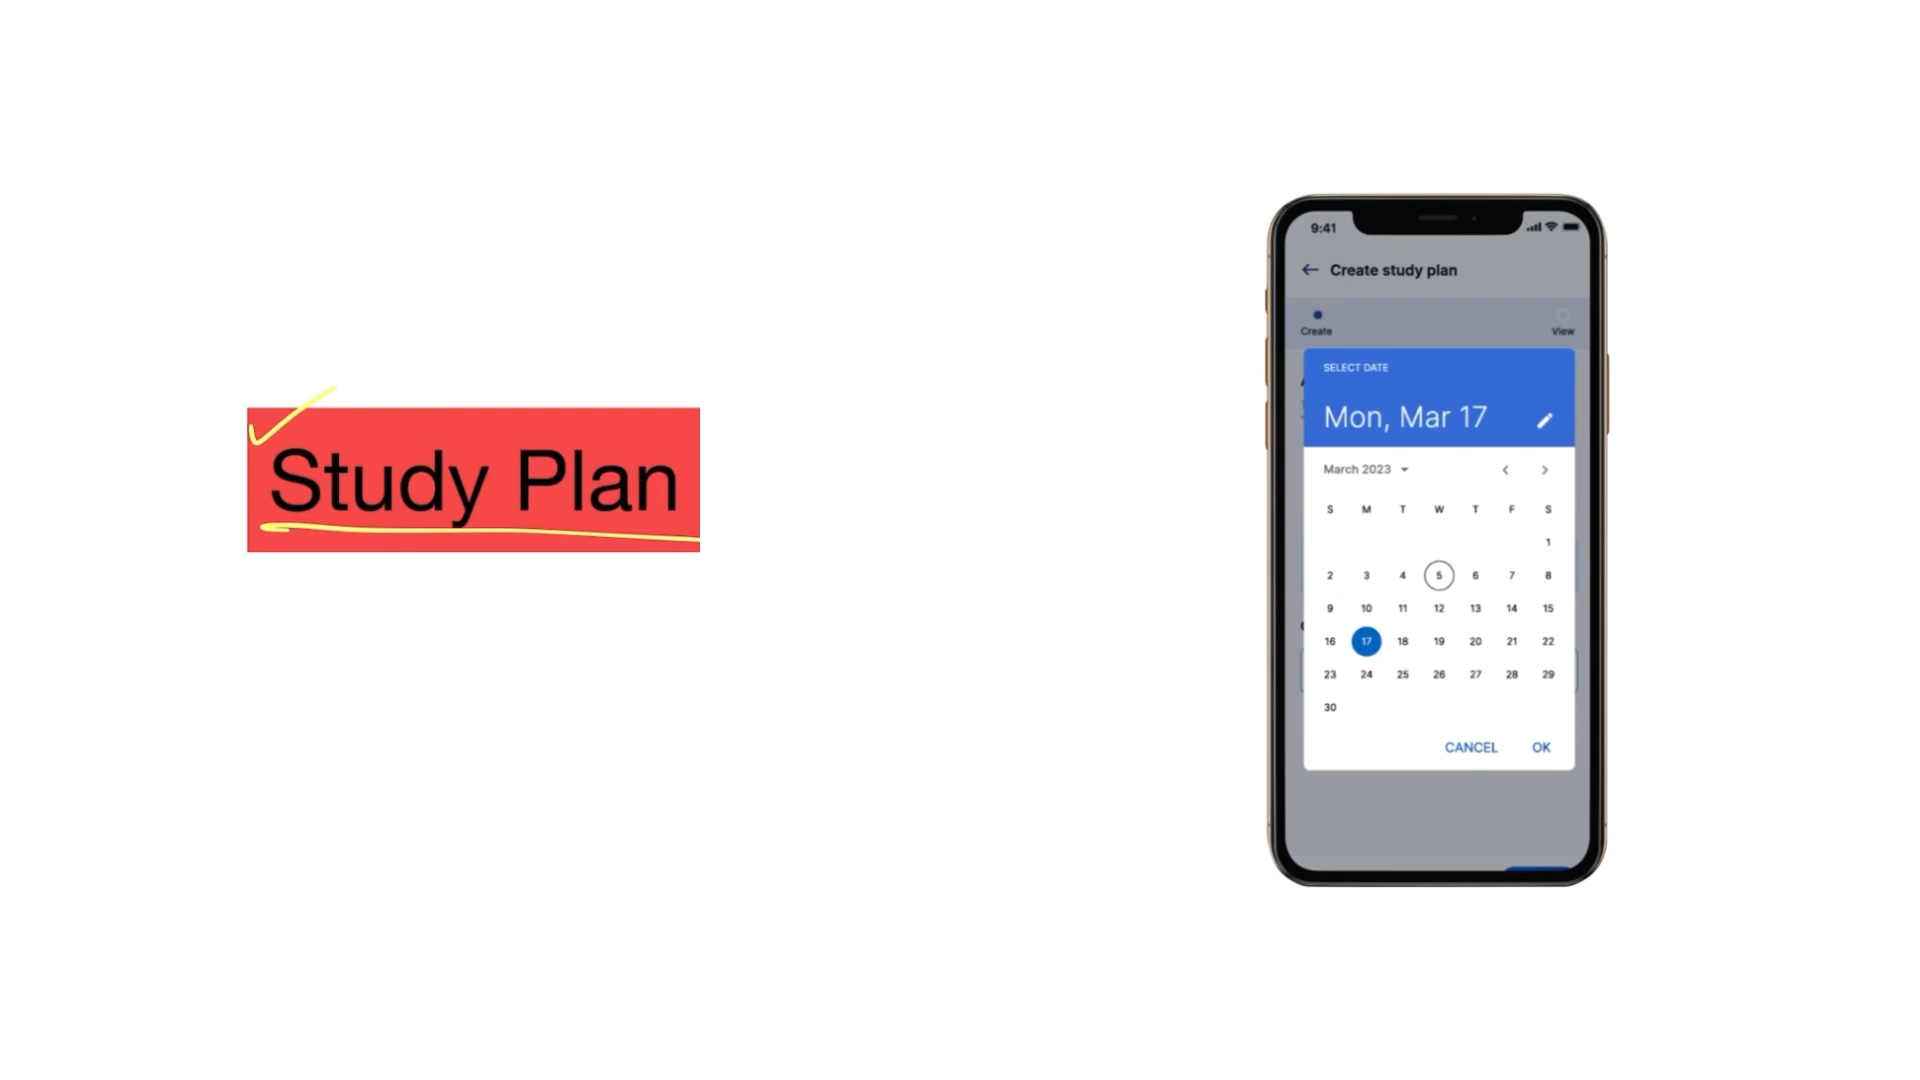 Study Plan
9:41
Create study plan
Create
View
SELECT DATE
Mon, Mar 17
March 2023
S M T W T F S
1
2 3 4 5 6 7 8
9 10 11 12 13 14 15
16 17 18 19 20 21 22
23 24 25 26 27 28 29
30
CANCEL OK